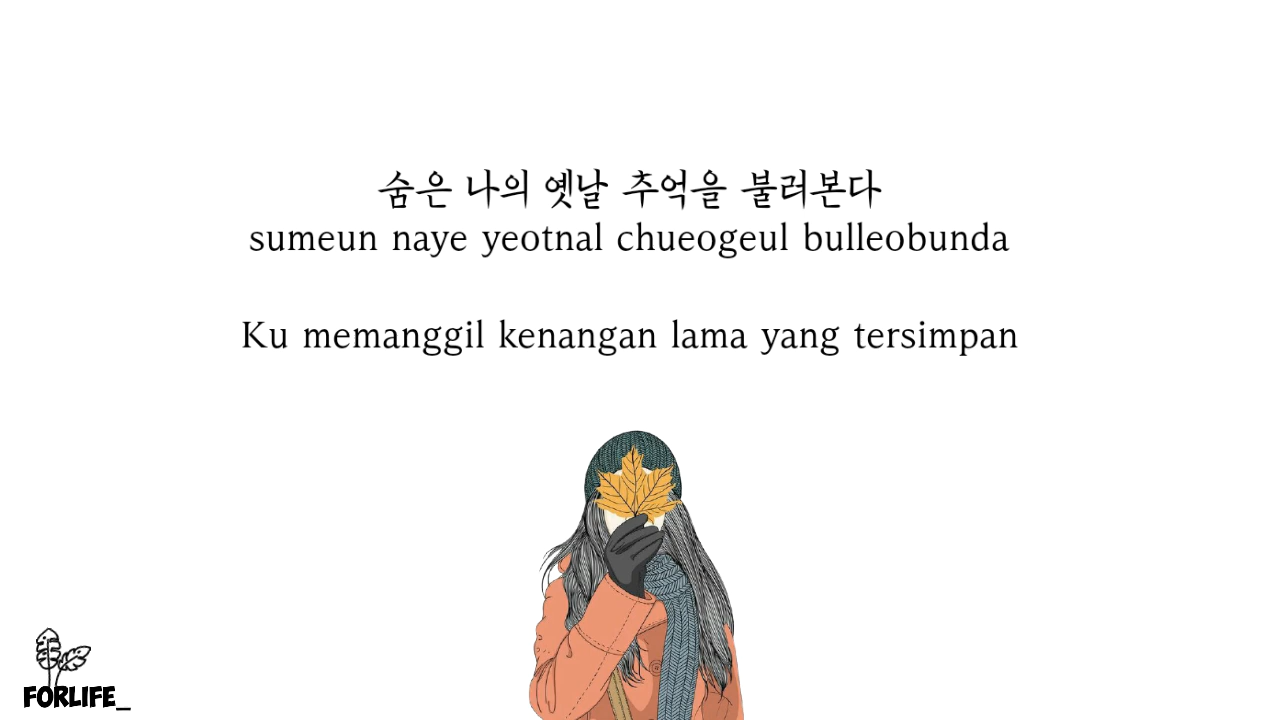 숨은 나의 옛날 추억을 불러본다
sumeun naye yeotnal chueogeul bulleobunda
Ku memanggil kenangan lama yang tersimpan
FORLIFE_